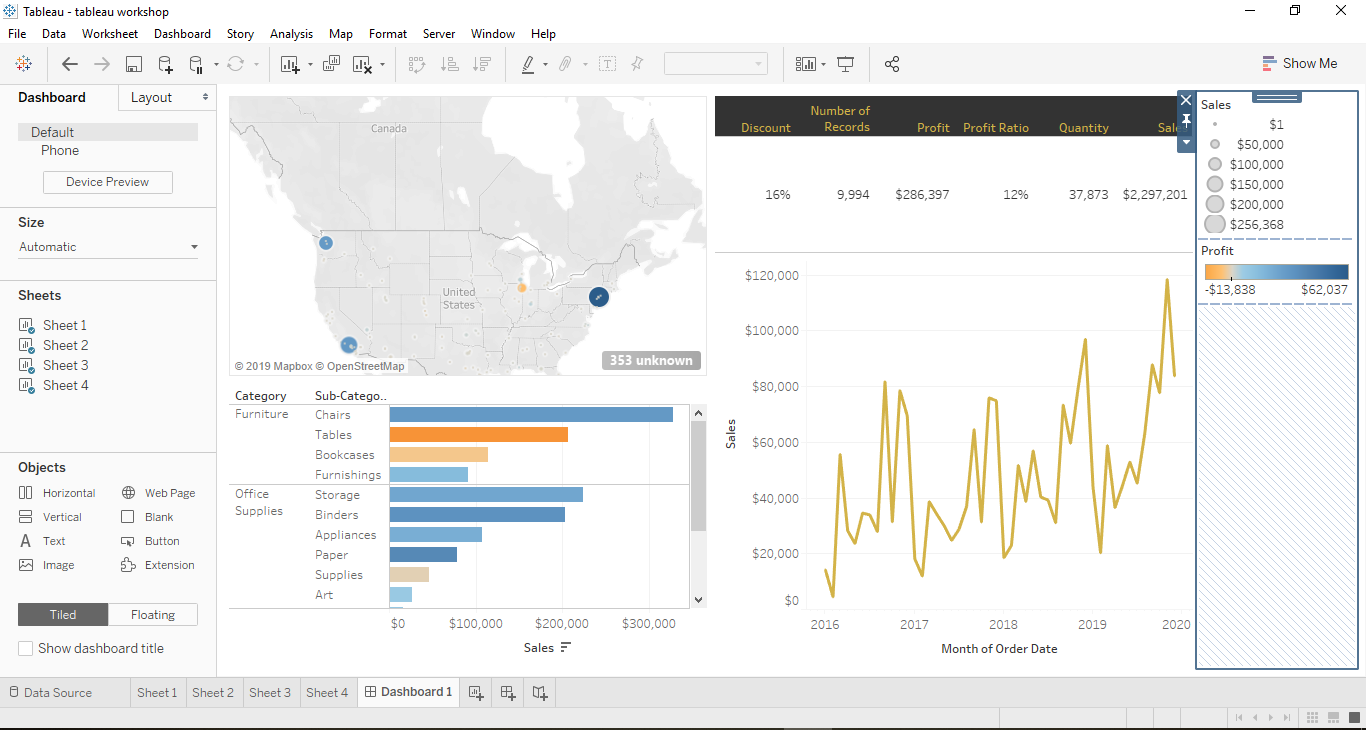 Tableau - tableau workshop
File Data Worksheet Dashboard Story Analysis Map Format Server Window Help
Show Me
Dashboard Layout
Default
Phone
Device Preview
Size
Automatic
Sheets
Sheet 1
Sheet 2
Sheet 3
Sheet 4
Objects
Horizontal Web Page
Vertical Blank
A Text Button
Image Extension
Tiled Floating
Show dashboard title
Canada
United
States
© 2019 Mapbox © OpenStreetMap
353 unknown
Category Sub-Catego..
Furniture Chairs
Tables
Bookcases
Furnishings
Office Supplies Storage
Binders
Appliances
Paper
Supplies
Art
$0 $100,000 $200,000 $300,000
Sales
Discount Number of Records Profit Profit Ratio Quantity
16% 9,994 $286,397 12% 37,873 $2,297,201
$120,000
$100,000
$80,000
$60,000
$40,000
$20,000
$0
Sales
2016 2017 2018 2019 2020
Month of Order Date
Sales
$1
$50,000
$100,000
$150,000
$200,000
$256,368
Profit
-$13,838 $62,037
Data Source Sheet 1 Sheet 2 Sheet 3 Sheet 4 Dashboard 1